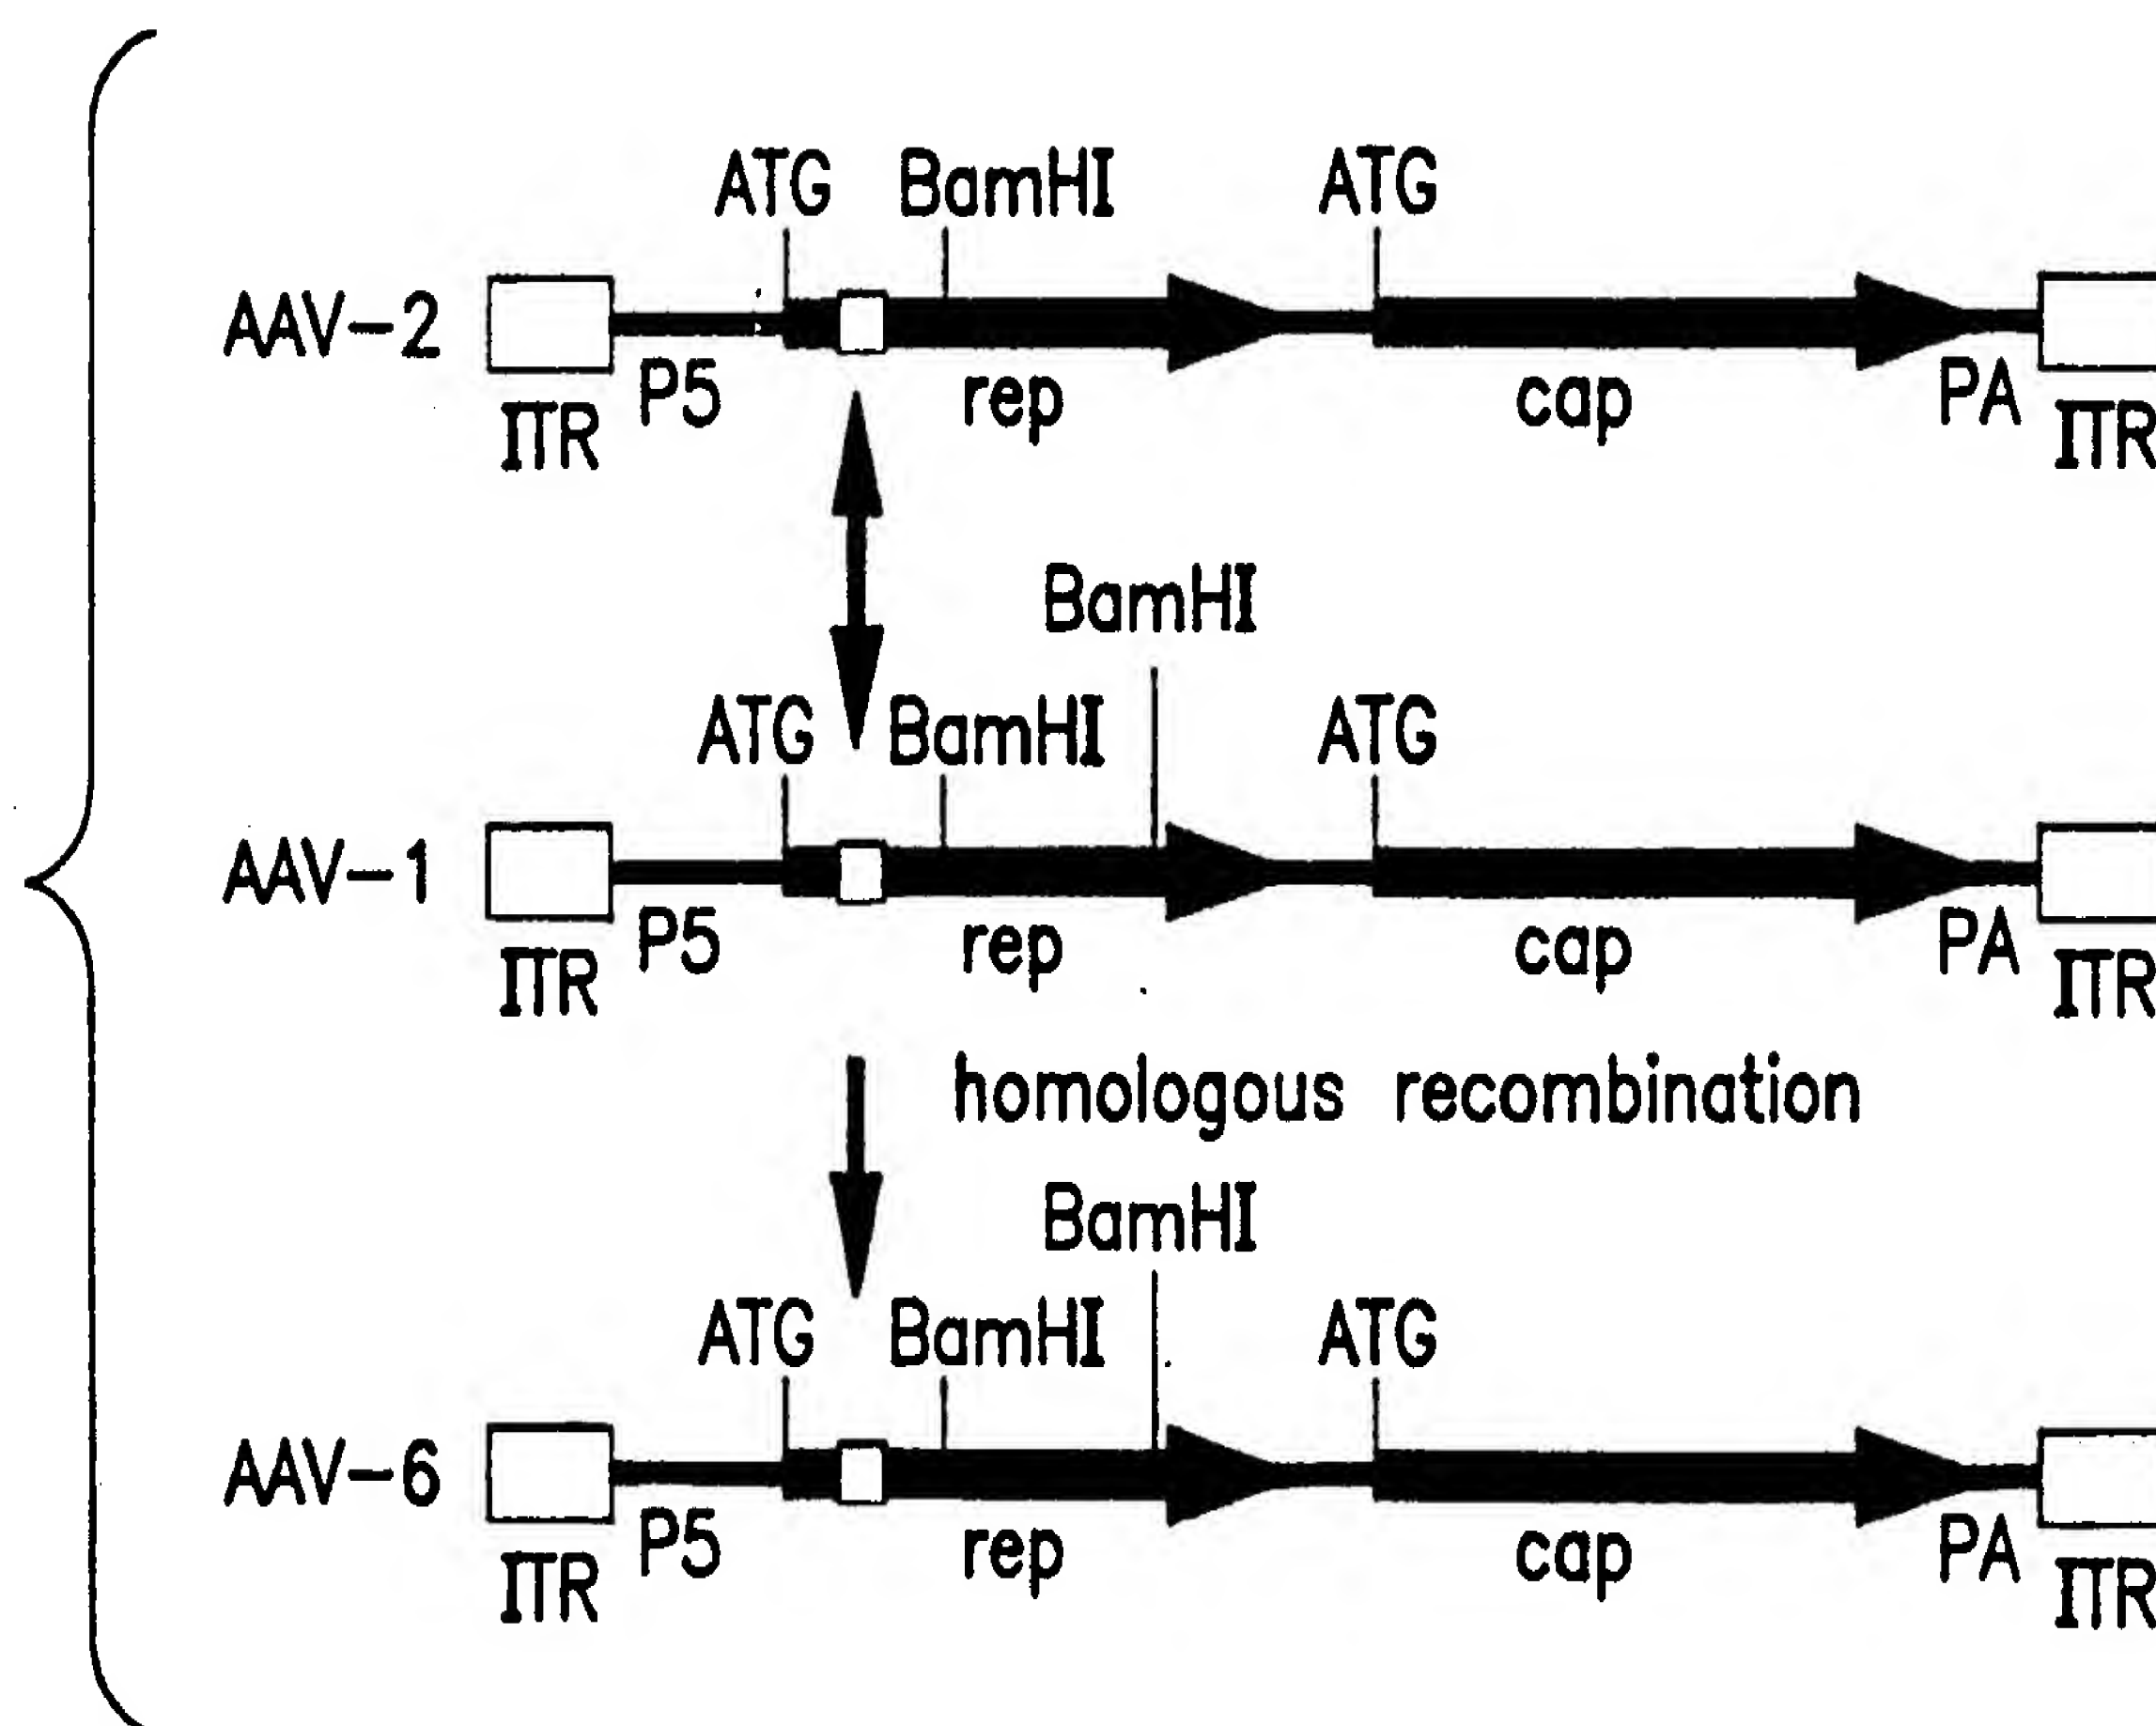 ATG BamHI ATG
AAV-2
P5 rep cap PA
ITR ITR
BamHI
ATG BamHI ATG
AAV-1
P5 rep cap PA
ITR ITR
homologous recombination
BamHI
ATG BamHI ATG
AAV-6
P5 rep cap PA
ITR ITR